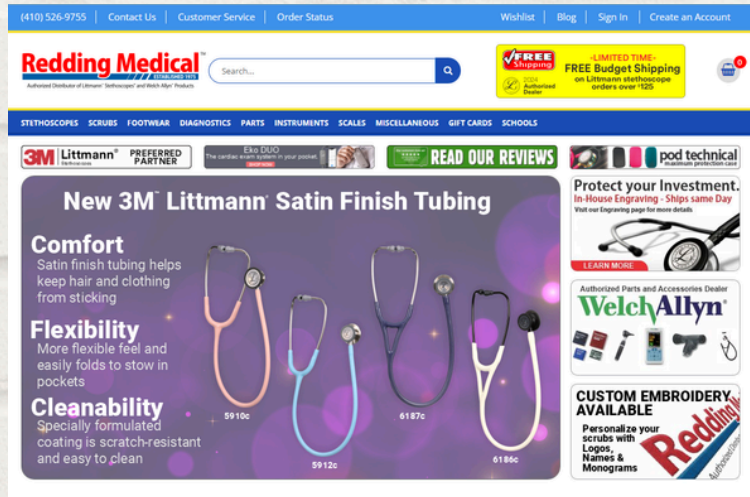 (410) 526-9755 Contact Us Customer Service Order Status Wishlist Blog Sign In Create an Account
Redding Medical™
ESTABLISHED 1975
Authorized Distributor of Littmann® Stethoscopes® and Welch Allyn® Products
Search...
FREE
Shipping
2024
Authorized
Dealer
-LIMITED TIME-
FREE Budget Shipping
on Littmann stethoscope
orders over $125
0
STETHOSCOPES SCRUBS FOOTWEAR DIAGNOSTICS PARTS INSTRUMENTS SCALES MISCELLANEOUS GIFT CARDS SCHOOLS
3M Littmann®
Stethoscopes
PREFERRED
PARTNER
Eko DUO
The cardiac exam system in your pocket.
SHOP NOW
READ OUR REVIEWS
pod technical
maximum protection case
New 3M™ Littmann® Satin Finish Tubing
Comfort
Satin finish tubing helps
keep hair and clothing
from sticking
Flexibility
More flexible feel and
easily folds to stow in
pockets
Cleanability
Specially formulated
coating is scratch-resistant
and easy to clean
5910c
5912c
6187c
6186c
Protect your Investment.
In-House Engraving - Ships same Day
Visit our Engraving page for more details
LEARN MORE
Authorized Parts and Accessories Dealer
WelchAllyn®
CUSTOM EMBROIDERY
AVAILABLE
Personalize your
scrubs with
Logos,
Names &
Monograms
Redding